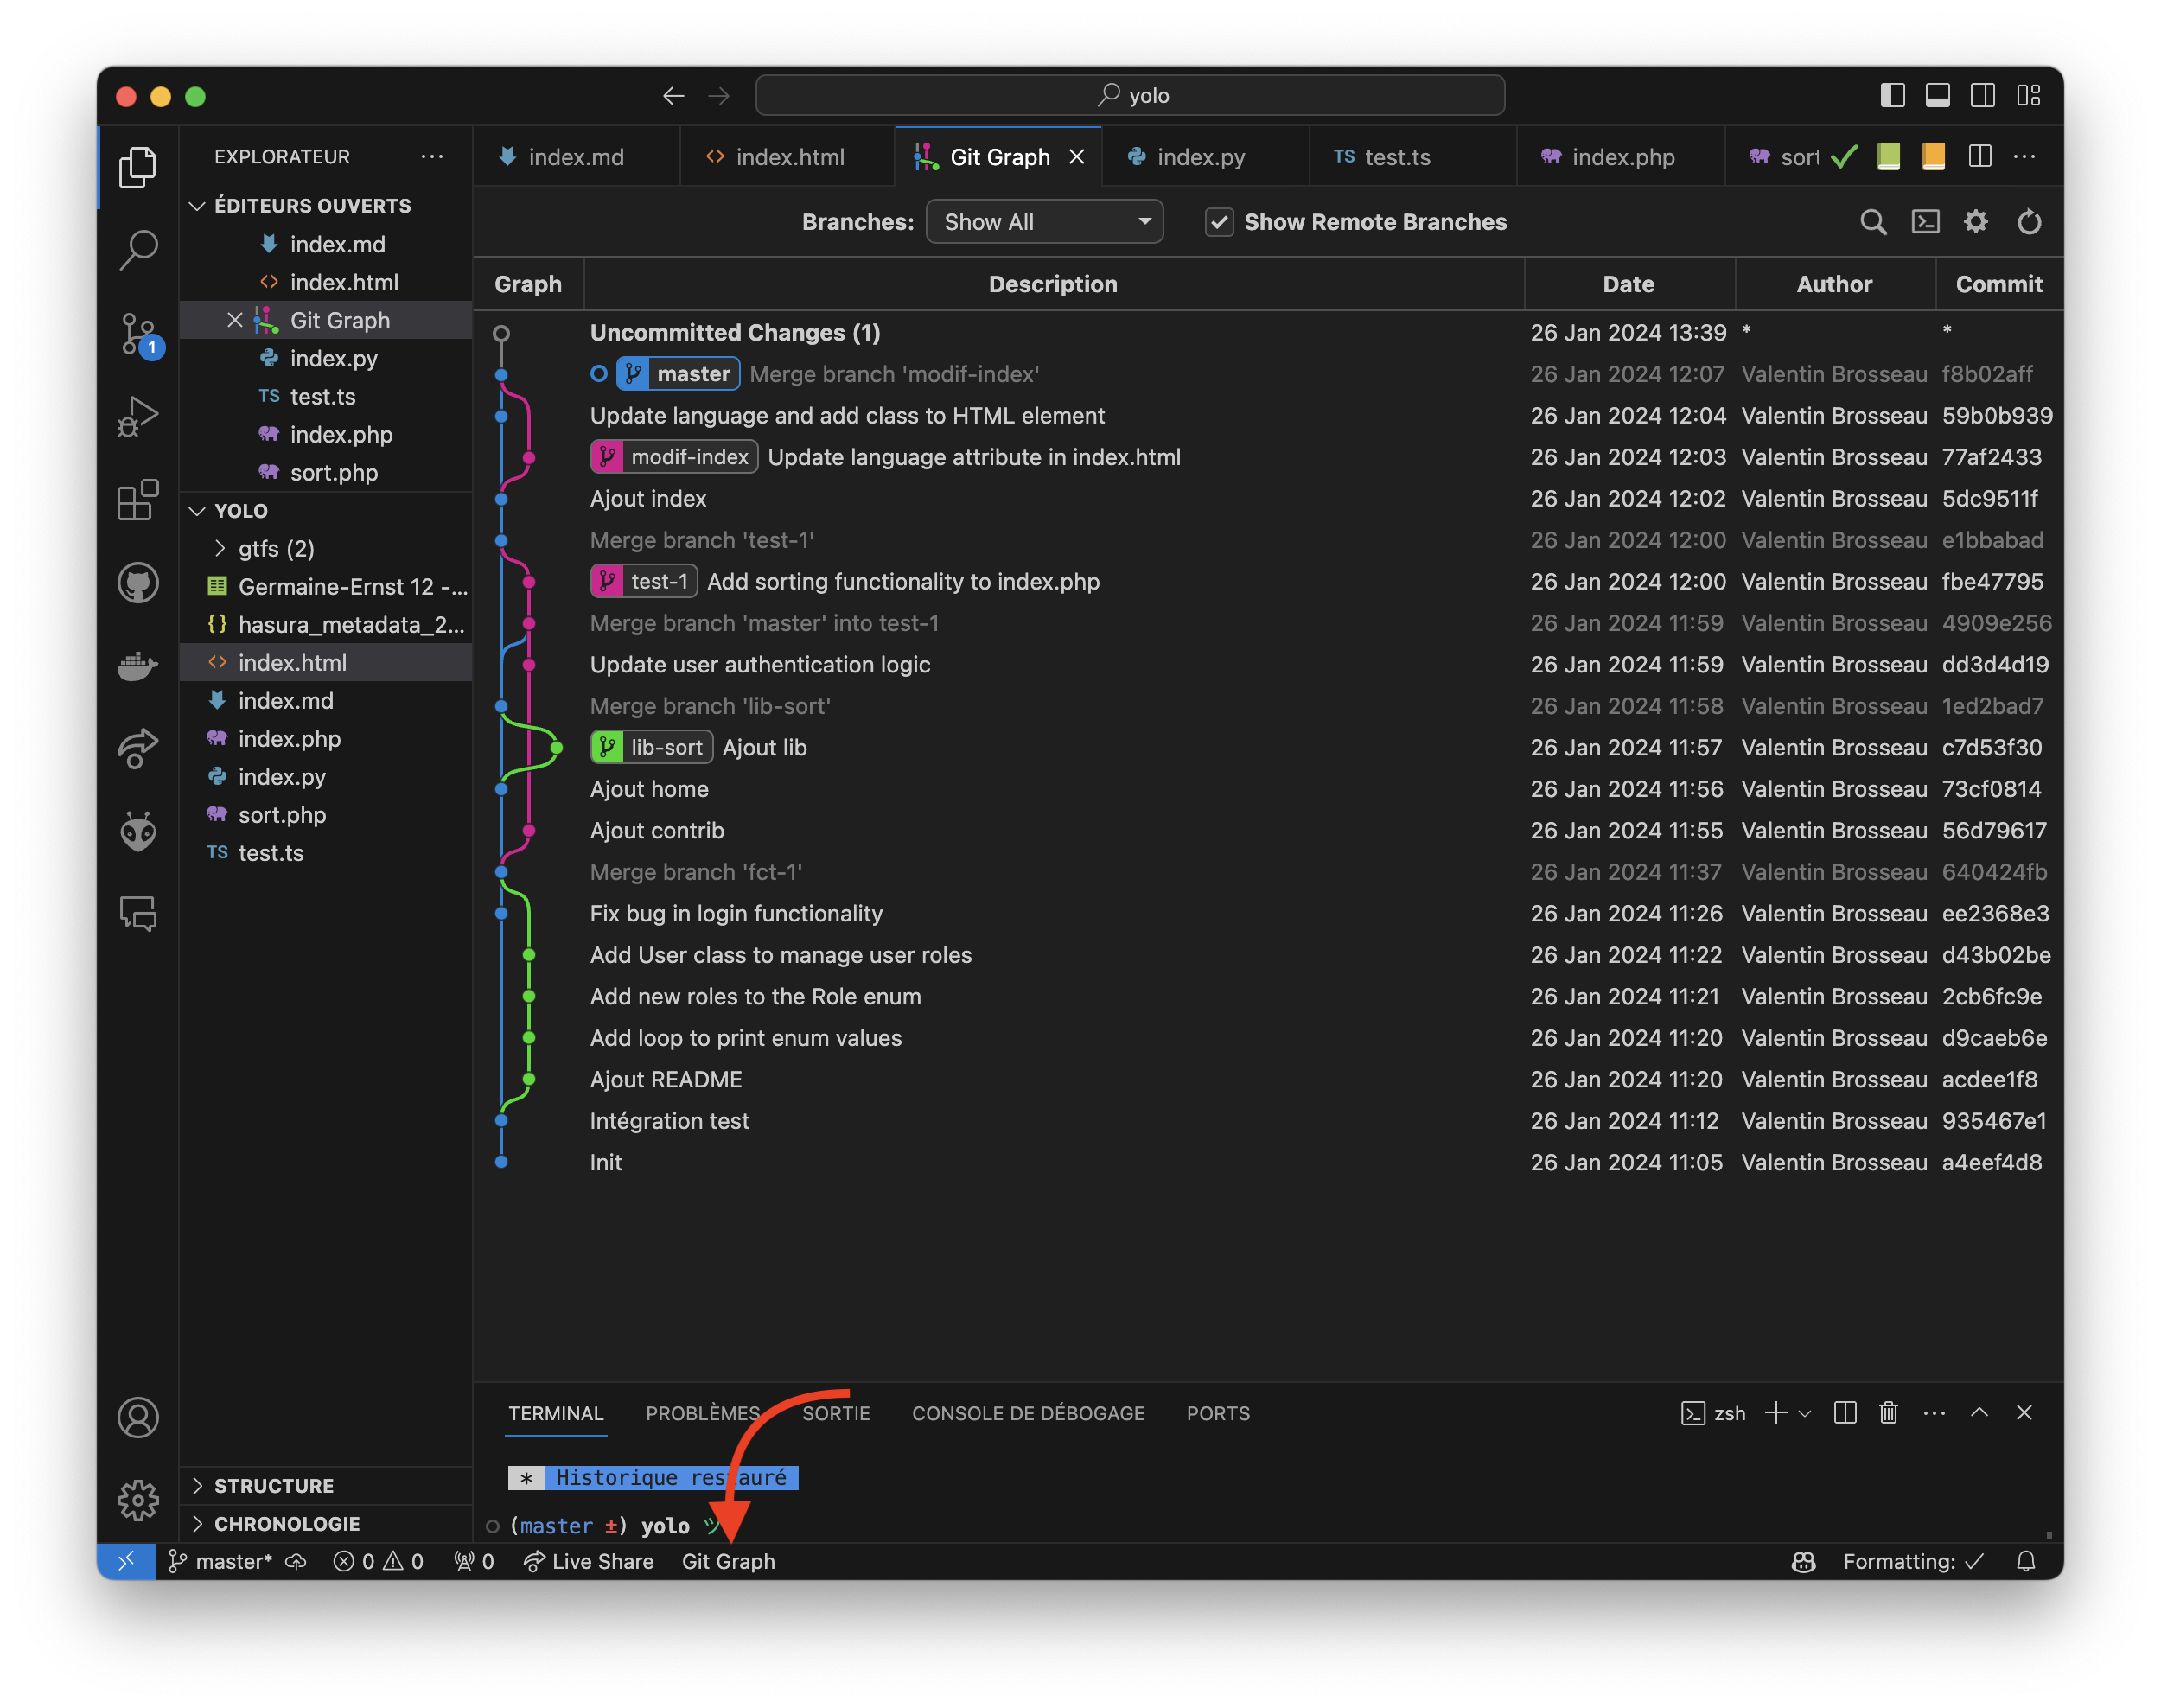 yolo
EXPLORATEUR
ÉDITEURS OUVERTS
index.md
index.html
Git Graph
index.py
TS test.ts
index.php
sort.php
YOLO
gtfs (2)
Germaine-Ernst 12 -...
{} hasura_metadata_2...
index.html
index.md
index.php
index.py
sort.php
TS test.ts
STRUCTURE
CHRONOLOGIE
1
index.md index.html Git Graph index.py TS test.ts index.php sort
Branches: Show All Show Remote Branches
Graph Description Date Author Commit
Uncommitted Changes (1) 26 Jan 2024 13:39 * *
master Merge branch 'modif-index' 26 Jan 2024 12:07 Valentin Brosseau f8b02aff
Update language and add class to HTML element 26 Jan 2024 12:04 Valentin Brosseau 59b0b939
modif-index Update language attribute in index.html 26 Jan 2024 12:03 Valentin Brosseau 77af2433
Ajout index 26 Jan 2024 12:02 Valentin Brosseau 5dc9511f
Merge branch 'test-1' 26 Jan 2024 12:00 Valentin Brosseau e1bbabad
test-1 Add sorting functionality to index.php 26 Jan 2024 12:00 Valentin Brosseau fbe47795
Merge branch 'master' into test-1 26 Jan 2024 11:59 Valentin Brosseau 4909e256
Update user authentication logic 26 Jan 2024 11:59 Valentin Brosseau dd3d4d19
Merge branch 'lib-sort' 26 Jan 2024 11:58 Valentin Brosseau 1ed2bad7
lib-sort Ajout lib 26 Jan 2024 11:57 Valentin Brosseau c7d53f30
Ajout home 26 Jan 2024 11:56 Valentin Brosseau 73cf0814
Ajout contrib 26 Jan 2024 11:55 Valentin Brosseau 56d79617
Merge branch 'fct-1' 26 Jan 2024 11:37 Valentin Brosseau 640424fb
Fix bug in login functionality 26 Jan 2024 11:26 Valentin Brosseau ee2368e3
Add User class to manage user roles 26 Jan 2024 11:22 Valentin Brosseau d43b02be
Add new roles to the Role enum 26 Jan 2024 11:21 Valentin Brosseau 2cb6fc9e
Add loop to print enum values 26 Jan 2024 11:20 Valentin Brosseau d9caeb6e
Ajout README 26 Jan 2024 11:20 Valentin Brosseau acdee1f8
Intégration test 26 Jan 2024 11:12 Valentin Brosseau 935467e1
Init 26 Jan 2024 11:05 Valentin Brosseau a4eef4d8
TERMINAL PROBLÈMES SORTIE CONSOLE DE DÉBOGAGE PORTS zsh
* Historique restauré
(master ±) yolo ツ
master* 0 0 0 Live Share Git Graph Formatting: ✓